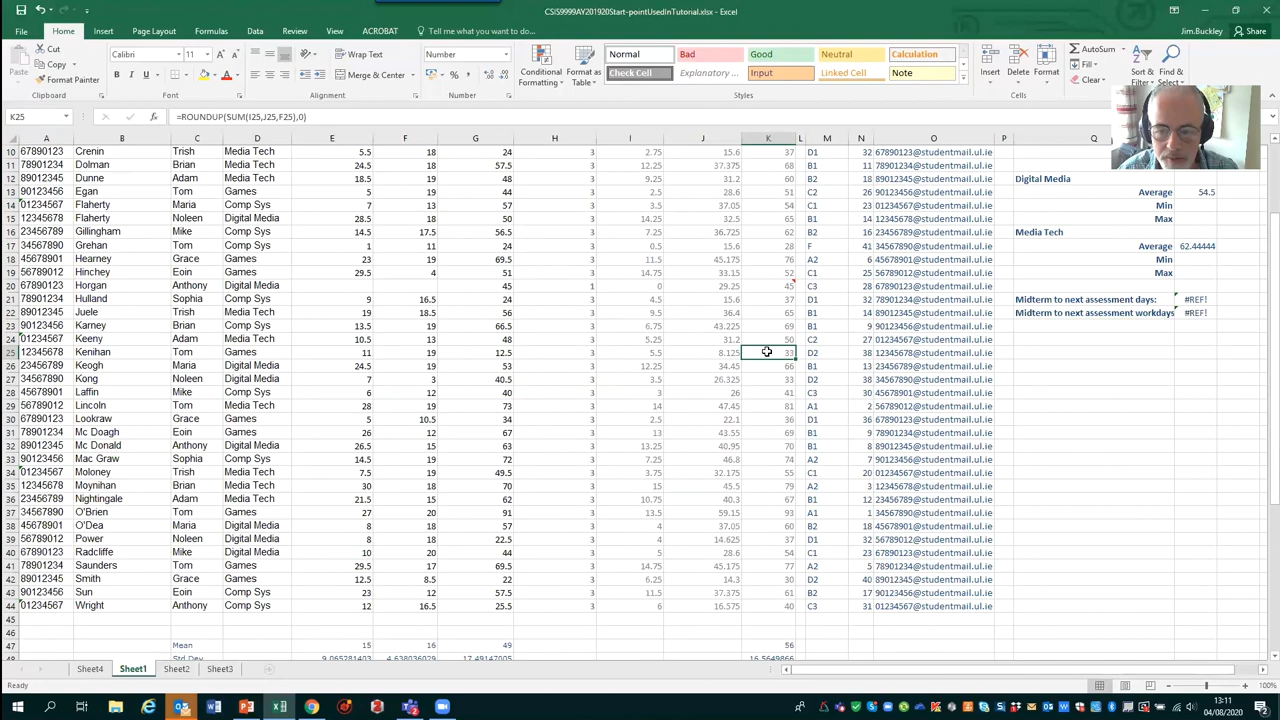 CSIS9999AY201920Start-pointUsedInTutorial.xlsx - Excel
Jim.Buckley
File Home Insert Page Layout Formulas Data Review View ACROBAT Tell me what you want to do... Share
Cut
Copy
Format Painter
Paste
Clipboard
Calibri 11
Font
Wrap Text
Merge & Center
Alignment
Number
Number
Conditional Formatting
Format as Table
Normal Bad Good Neutral Calculation
Check Cell Explanatory ... Input Linked Cell Note
Styles
Insert Delete Format
Cells
AutoSum
Fill
Clear
Sort & Find &
K25 =ROUNDUP(SUM(I25,J25,F25),0)
A B C D E F G H I J K L M N O P Q
10 67890123 Crenin Trish Media Tech 5.5 18 24 3 2.75 15.6 37 D1 32 67890123@studentmail.ul.ie
11 78901234 Dolman Brian Media Tech 24.5 18 57.5 3 12.25 37.375 68 B1 11 78901234@studentmail.ul.ie
12 89012345 Dunne Adam Media Tech 18.5 19 48 3 9.25 31.2 60 B2 18 89012345@studentmail.ul.ie Digital Media
13 90123456 Egan Tom Games 5 19 44 3 2.5 28.6 51 C2 26 90123456@studentmail.ul.ie Average 54.5
14 01234567 Flaherty Maria Comp Sys 7 13 57 3 3.5 37.05 54 C1 23 01234567@studentmail.ul.ie Min
15 12345678 Flaherty Noleen Digital Media 28.5 18 50 3 14.25 32.5 65 B1 14 12345678@studentmail.ul.ie Max
16 23456789 Gillingham Mike Comp Sys 14.5 17.5 56.5 3 7.25 36.725 62 B2 16 23456789@studentmail.ul.ie Media Tech
17 34567890 Grehan Tom Comp Sys 1 11 24 3 0.5 15.6 28 F 41 34567890@studentmail.ul.ie Average 62.44444
18 45678901 Hearney Grace Games 23 19 69.5 3 11.5 45.175 76 A2 6 45678901@studentmail.ul.ie Min
19 56789012 Hinchey Eoin Games 29.5 4 51 3 14.75 33.15 52 C1 25 56789012@studentmail.ul.ie Max
20 67890123 Horgan Anthony Digital Media 45 1 0 29.25 45 C3 28 67890123@studentmail.ul.ie
21 78901234 Hulland Sophia Comp Sys 9 16.5 24 3 4.5 15.6 37 D1 32 78901234@studentmail.ul.ie Midterm to next assessment days: #REF!
22 89012345 Juele Trish Media Tech 19 18.5 56 3 9.5 36.4 65 B1 14 89012345@studentmail.ul.ie Midterm to next assessment workdays #REF!
23 90123456 Karney Brian Comp Sys 13.5 19 66.5 3 6.75 43.225 69 B1 9 90123456@studentmail.ul.ie
24 01234567 Keeny Adam Media Tech 10.5 13 48 3 5.25 31.2 50 C2 27 01234567@studentmail.ul.ie
25 12345678 Kenihan Tom Games 11 19 12.5 3 5.5 8.125 33 D2 38 12345678@studentmail.ul.ie
26 23456789 Keogh Maria Comp Sys 24.5 19 53 3 12.25 34.45 66 B1 13 23456789@studentmail.ul.ie
27 34567890 Kong Noleen Digital Media 7 3 40.5 3 3.5 26.325 33 D2 38 34567890@studentmail.ul.ie
28 45678901 Laffin Mike Comp Sys 6 12 40 3 3 26 41 C3 30 45678901@studentmail.ul.ie
29 56789012 Lincoln Tom Comp Sys 28 19 73 3 14 47.45 81 A1 2 56789012@studentmail.ul.ie
30 67890123 Lookraw Grace Games 5 10.5 34 3 2.5 22.1 36 D1 36 67890123@studentmail.ul.ie
31 78901234 Mc Doagh Eoin Games 26 12 67 3 13 43.55 69 B1 9 78901234@studentmail.ul.ie
32 89012345 Mc Donald Anthony Digital Media 26.5 15 63 3 13.25 40.95 70 B1 8 89012345@studentmail.ul.ie
33 90123456 Mac Graw Sophia Comp Sys 14.5 19 72 3 7.25 46.8 74 A2 7 90123456@studentmail.ul.ie
34 01234567 Moloney Trish Media Tech 7.5 19 49.5 3 3.75 32.175 55 C1 20 01234567@studentmail.ul.ie
35 12345678 Moynihan Brian Media Tech 30 18 70 3 15 45.5 79 A2 3 12345678@studentmail.ul.ie
36 23456789 Nightingale Adam Media Tech 21.5 15 62 3 10.75 40.3 67 B1 12 23456789@studentmail.ul.ie
37 34567890 O'Brien Tom Games 27 20 91 3 13.5 59.15 93 A1 1 34567890@studentmail.ul.ie
38 45678901 O'Dea Maria Digital Media 8 18 57 3 4 37.05 60 B2 18 45678901@studentmail.ul.ie
39 56789012 Power Noleen Digital Media 8 18 22.5 3 4 14.625 37 D1 32 56789012@studentmail.ul.ie
40 67890123 Radcliffe Mike Comp Sys 10 20 44 3 5 28.6 54 C1 23 67890123@studentmail.ul.ie
41 78901234 Saunders Tom Games 29.5 17 69.5 3 14.75 45.175 77 A2 5 78901234@studentmail.ul.ie
42 89012345 Smith Grace Games 12.5 8.5 22 3 6.25 14.3 30 D2 40 89012345@studentmail.ul.ie
43 90123456 Sun Eoin Games 23 12 57.5 3 11.5 37.375 61 B2 17 90123456@studentmail.ul.ie
44 01234567 Wright Anthony Comp Sys 12 16.5 25.5 3 6 16.575 40 C3 31 01234567@studentmail.ul.ie
45
46
47 Mean 15 16 49 56
48 Std Dev 9.065281403 4.638036029 17.49147005 16.5649866
Sheet4 Sheet1 Sheet2 Sheet3
Ready 100%
13:11
04/08/2020